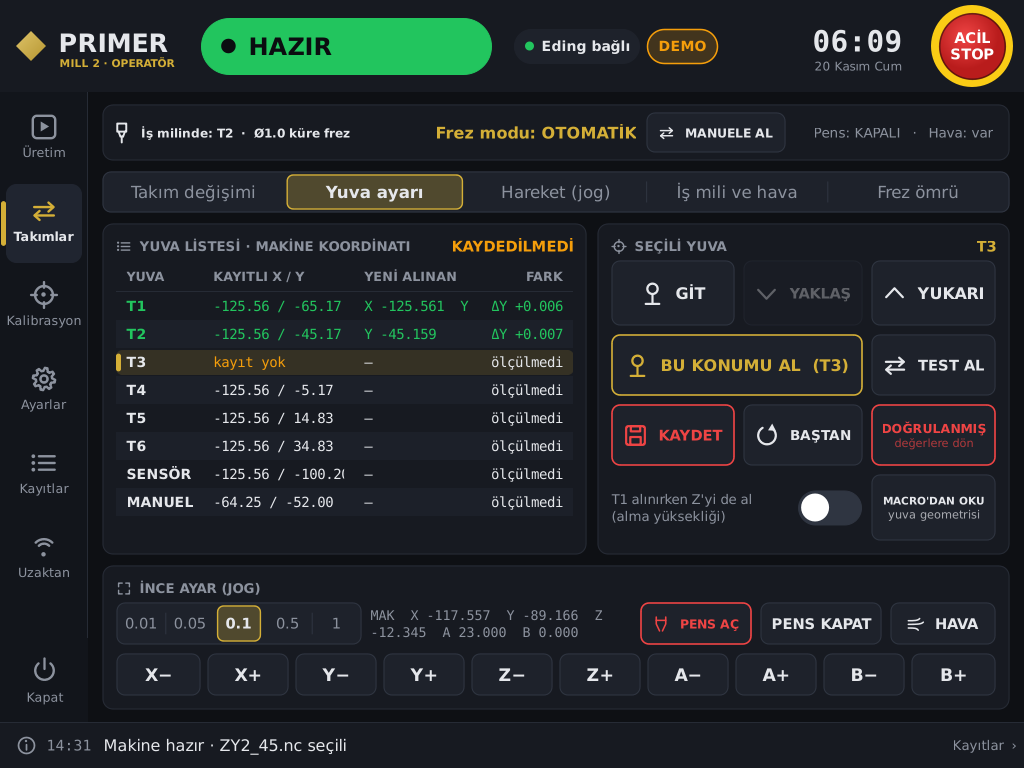 PRIMER
MILL 2 · OPERATÖR
HAZIR
Eding bağlı
DEMO
06:09
20 Kasım Cum
ACİL
STOP
Üretim
Takımlar
Kalibrasyon
Ayarlar
Kayıtlar
Uzaktan
Kapat
İş milinde: T2 · Ø1.0 küre frez
Frez modu: OTOMATİK
MANUELE AL
Pens: KAPALI · Hava: var
Takım değişimi
Yuva ayarı
Hareket (jog)
İş mili ve hava
Frez ömrü
YUVA LİSTESİ · MAKİNE KOORDİNATI
KAYDEDİLMEDİ
YUVA KAYITLI X / Y YENİ ALINAN FARK
T1 -125.56 / -65.17 X -125.561 Y ΔY +0.006
T2 -125.56 / -45.17 Y -45.159 ΔY +0.007
T3 kayıt yok — ölçülmedi
T4 -125.56 / -5.17 — ölçülmedi
T5 -125.56 / 14.83 — ölçülmedi
T6 -125.56 / 34.83 — ölçülmedi
SENSÖR -125.56 / -100.20 — ölçülmedi
MANUEL -64.25 / -52.00 — ölçülmedi
SEÇİLİ YUVA
T3
GİT
YAKLAŞ
YUKARI
BU KONUMU AL (T3)
TEST AL
KAYDET
BAŞTAN
DOĞRULANMIŞ
değerlere dön
T1 alınırken Z'yi de al
(alma yüksekliği)
MACRO'DAN OKU
yuva geometrisi
İNCE AYAR (JOG)
0.01 0.05 0.1 0.5 1
MAK X -117.557 Y -89.166 Z
-12.345 A 23.000 B 0.000
PENS AÇ
PENS KAPAT
HAVA
X− X+ Y− Y+ Z− Z+ A− A+ B− B+
14:31 Makine hazır · ZY2_45.nc seçili
Kayıtlar ›